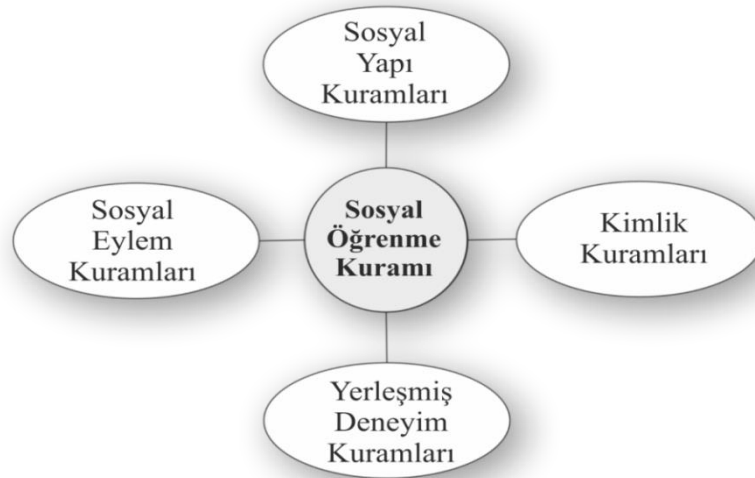 Sosyal
Yapı
Kuramları
Sosyal
Eylem
Kuramları
Sosyal
Öğrenme
Kuramı
Kimlik
Kuramları
Yerleşmiş
Deneyim
Kuramları